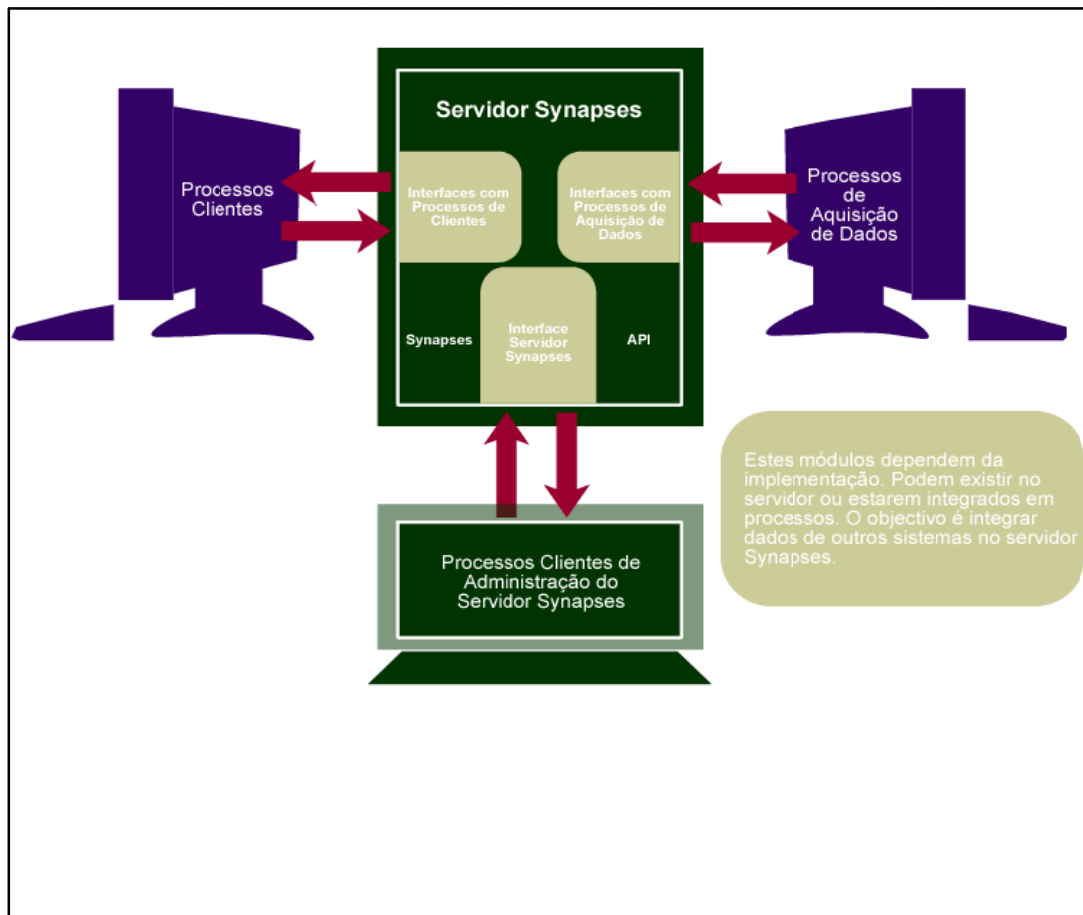 Servidor Synapses
Processos
Clientes
Interfaces com
Processos de
Clientes
Interfaces com
Processos de
Aquisição de
Dados
Processos
de
Aquisição
de Dados
Synapses
Interface
Servidor
Synapses
API
Estes módulos dependem da
implementação. Podem existir no
servidor ou estarem integrados em
processos. O objectivo é integrar
dados de outros sistemas no servidor
Synapses.
Processos Clientes de
Administração do
Servidor Synapses